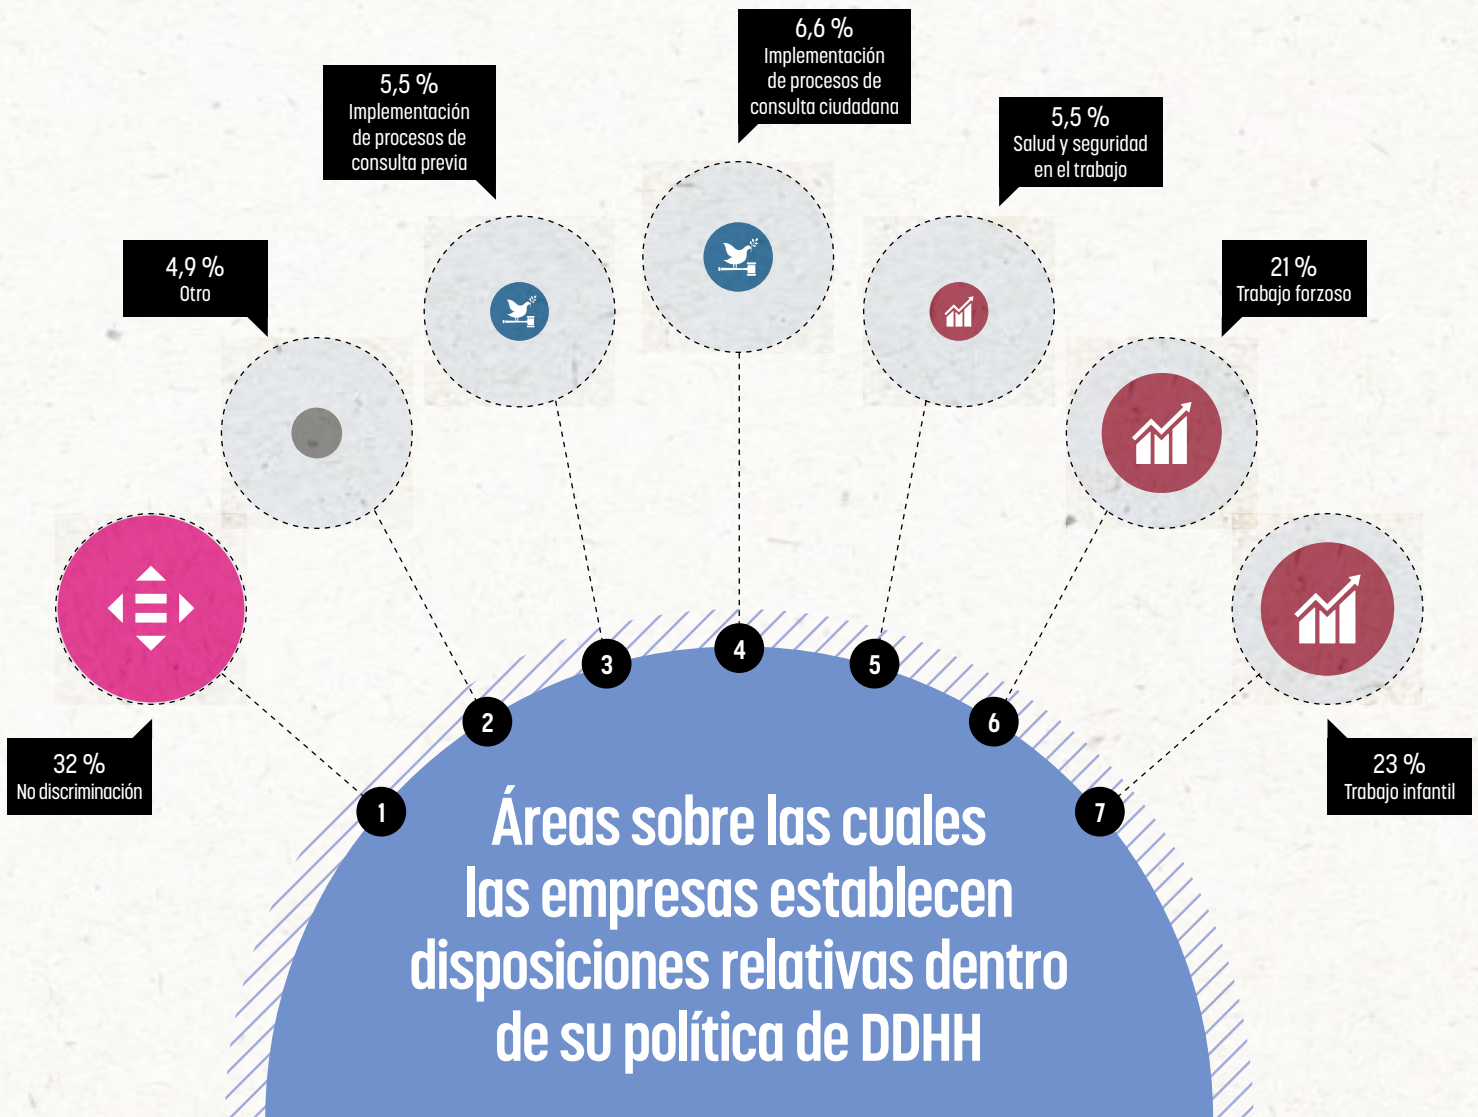 6,6 %
Implementación
de procesos de
consulta ciudadana
5,5 %
Implementación
de procesos de
consulta previa
5,5 %
Salud y seguridad
en el trabajo
4,9 %
Otro
21 %
Trabajo forzoso
32 %
No discriminación
23 %
Trabajo infantil
1
2
3
4
5
6
7
Áreas sobre las cuales
las empresas establecen
disposiciones relativas dentro
de su política de DDHH